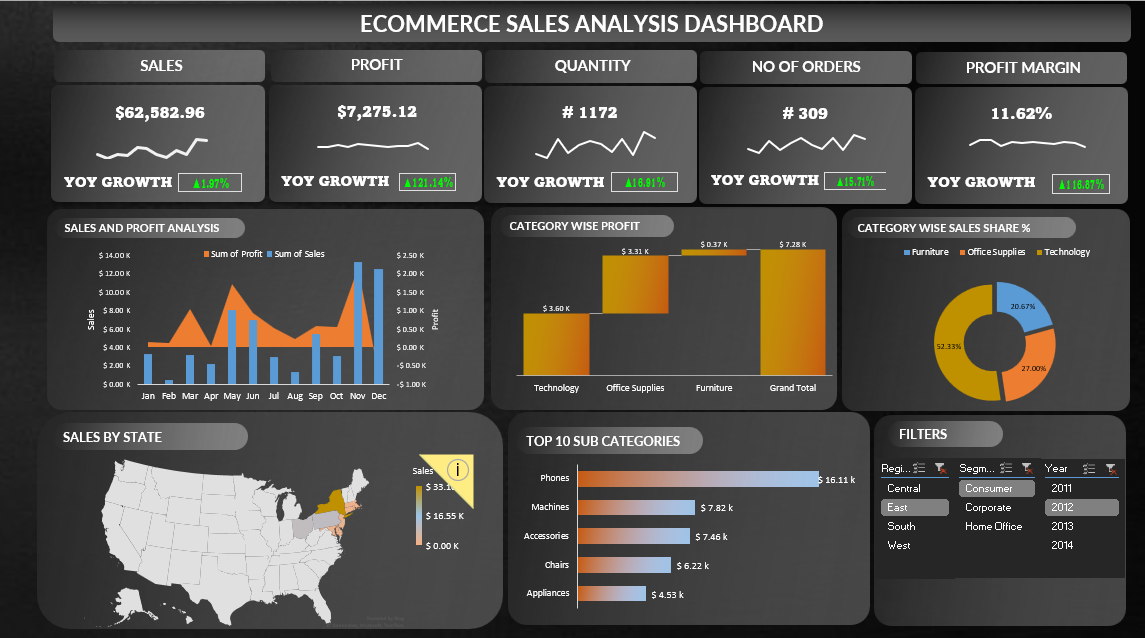 ECOMMERCE SALES ANALYSIS DASHBOARD
SALES
PROFIT
QUANTITY
NO OF ORDERS
PROFIT MARGIN
$62,582.96
$7,275.12
# 1172
# 309
11.62%
YOY GROWTH ▲1.97%
YOY GROWTH ▲121.14%
YOY GROWTH ▲16.91%
YOY GROWTH ▲15.71%
YOY GROWTH ▲116.87%
SALES AND PROFIT ANALYSIS
Sum of Profit Sum of Sales
$ 14.00 K
$ 12.00 K
$ 10.00 K
$ 8.00 K
$ 6.00 K
$ 4.00 K
$ 2.00 K
$ 0.00 K
Sales
$ 2.50 K
$ 2.00 K
$ 1.50 K
$ 1.00 K
$ 0.50 K
$ 0.00 K
-$ 0.50 K
-$ 1.00 K
Profit
Jan Feb Mar Apr May Jun Jul Aug Sep Oct Nov Dec
CATEGORY WISE PROFIT
$ 3.60 K
$ 3.31 K
$ 0.37 K
$ 7.28 K
Technology Office Supplies Furniture Grand Total
CATEGORY WISE SALES SHARE %
Furniture Office Supplies Technology
20.67%
52.33%
27.00%
SALES BY STATE
Sales
$ 33.1
$ 16.55 K
$ 0.00 K
TOP 10 SUB CATEGORIES
Phones $ 16.11 k
Machines $ 7.82 k
Accessories $ 7.46 k
Chairs $ 6.22 k
Appliances $ 4.53 k
FILTERS
Regi... Segm... Year
Central Consumer 2011
East Corporate 2012
South Home Office 2013
West 2014